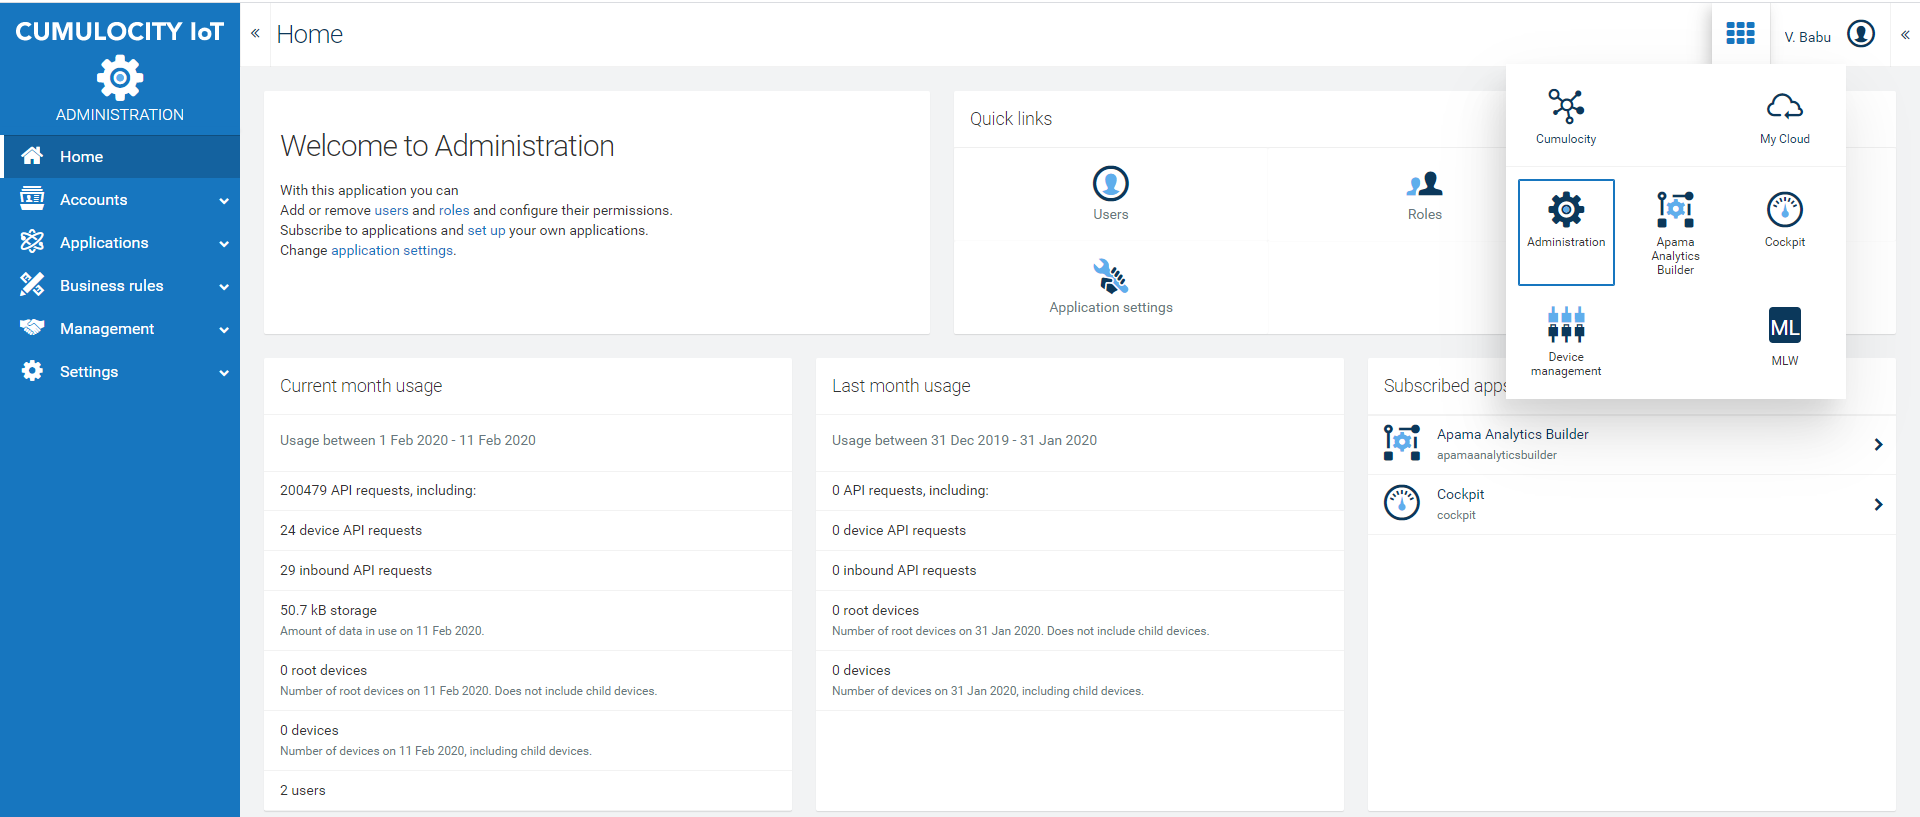 CUMULOCITY IoT
ADMINISTRATION
Home
Accounts
Applications
Business rules
Management
Settings
Home
V. Babu
Welcome to Administration
With this application you can
Add or remove users and roles and configure their permissions.
Subscribe to applications and set up your own applications.
Change application settings.
Quick links
Users
Roles
Application settings
Cumulocity
My Cloud
Administration
Apama
Analytics
Builder
Cockpit
Device
management
ML
MLW
Current month usage
Usage between 1 Feb 2020 - 11 Feb 2020
200479 API requests, including:
24 device API requests
29 inbound API requests
50.7 kB storage
Amount of data in use on 11 Feb 2020.
0 root devices
Number of root devices on 11 Feb 2020. Does not include child devices.
0 devices
Number of devices on 11 Feb 2020, including child devices.
2 users
Last month usage
Usage between 31 Dec 2019 - 31 Jan 2020
0 API requests, including:
0 device API requests
0 inbound API requests
0 root devices
Number of root devices on 31 Jan 2020. Does not include child devices.
0 devices
Number of devices on 31 Jan 2020, including child devices.
Subscribed apps
Apama Analytics Builder
apamaanalyticsbuilder
Cockpit
cockpit